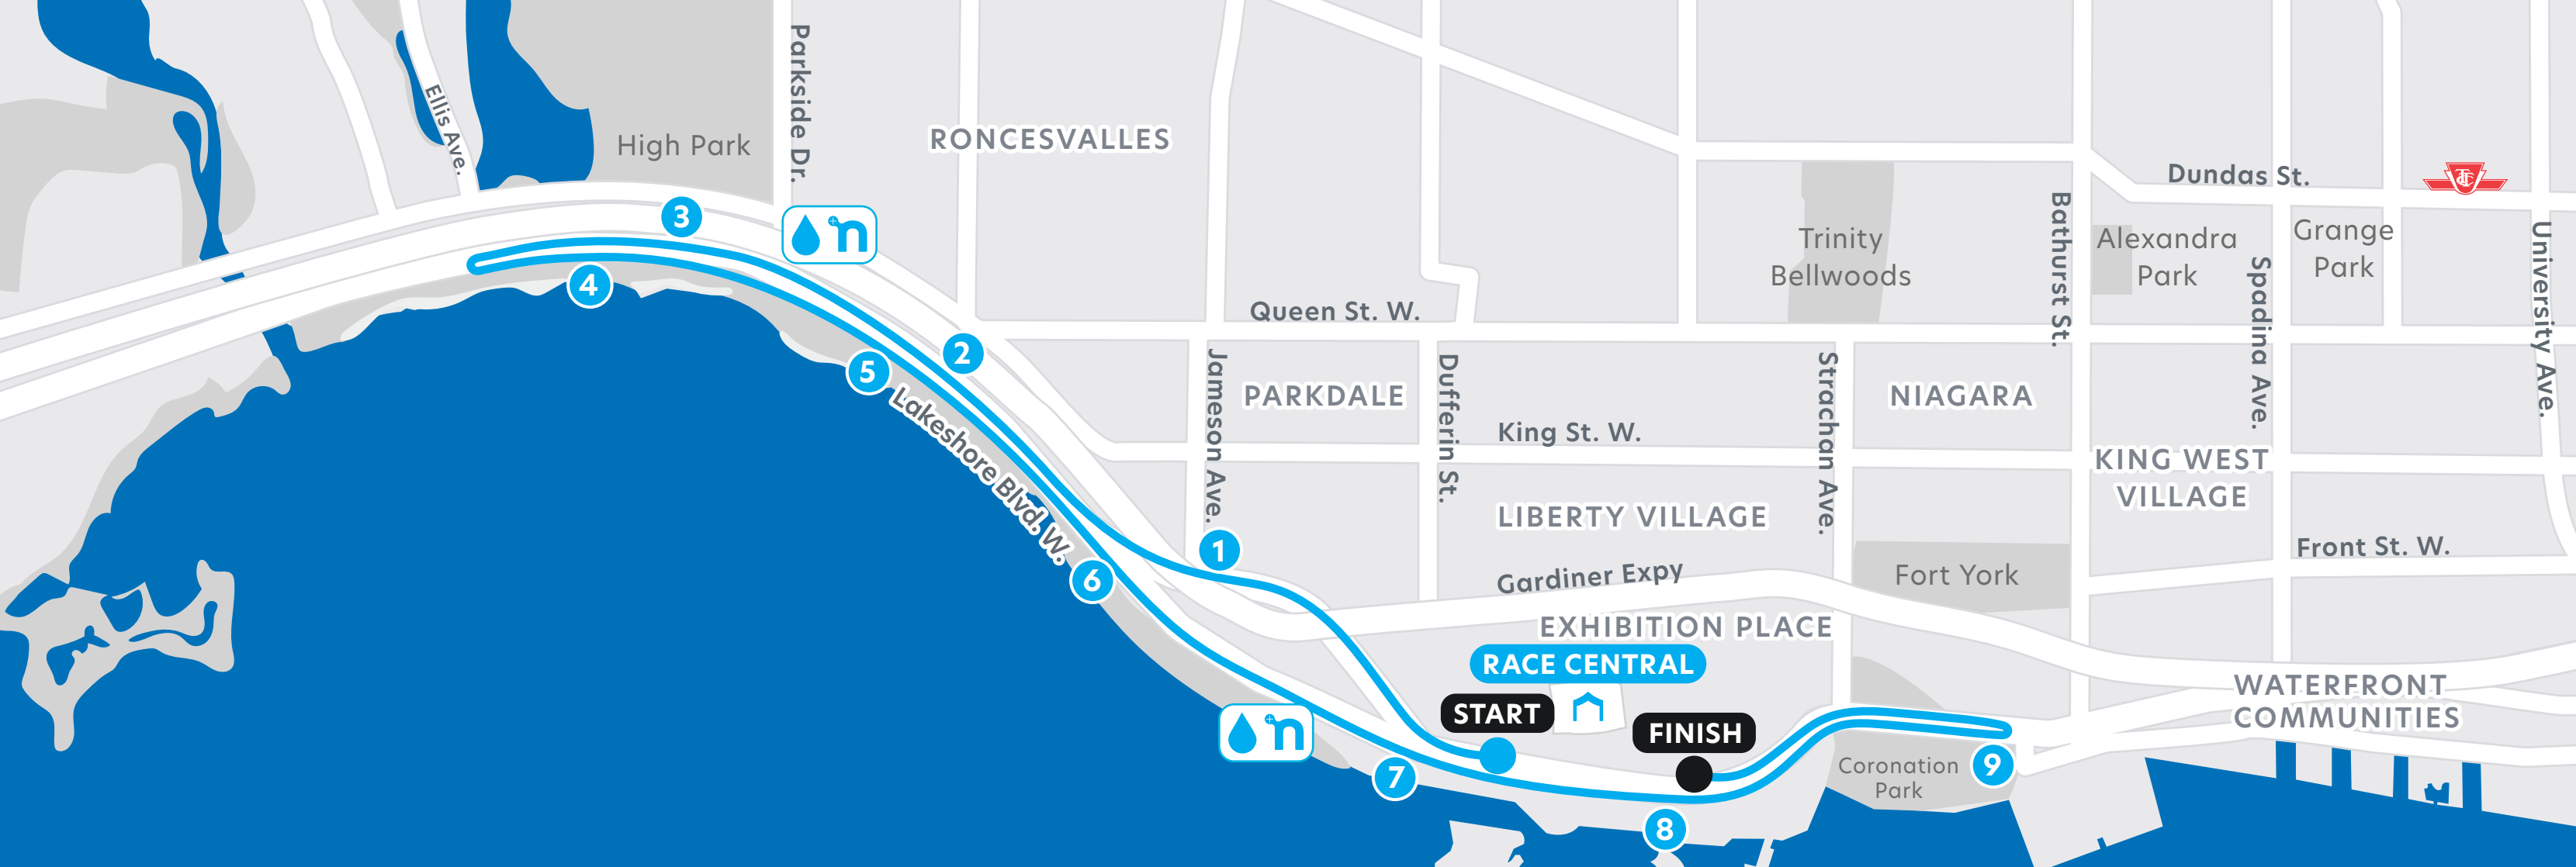 Parkside Dr.
Ellis Ave.
High Park
RONCESVALLES
Dundas St.
TTC
3
n
Bathurst St.
Trinity
Bellwoods
Alexandra
Park
Grange
Park
University Ave.
Spadina Ave.
4
Queen St. W.
2
5
Jameson Ave.
PARKDALE
Dufferin St.
Strachan Ave.
NIAGARA
Lakeshore Blvd. W.
King St. W.
KING WEST
VILLAGE
LIBERTY VILLAGE
1
Front St. W.
6
Gardiner Expy
Fort York
EXHIBITION PLACE
RACE CENTRAL
START
FINISH
WATERFRONT
COMMUNITIES
n
7
Coronation
Park
9
8